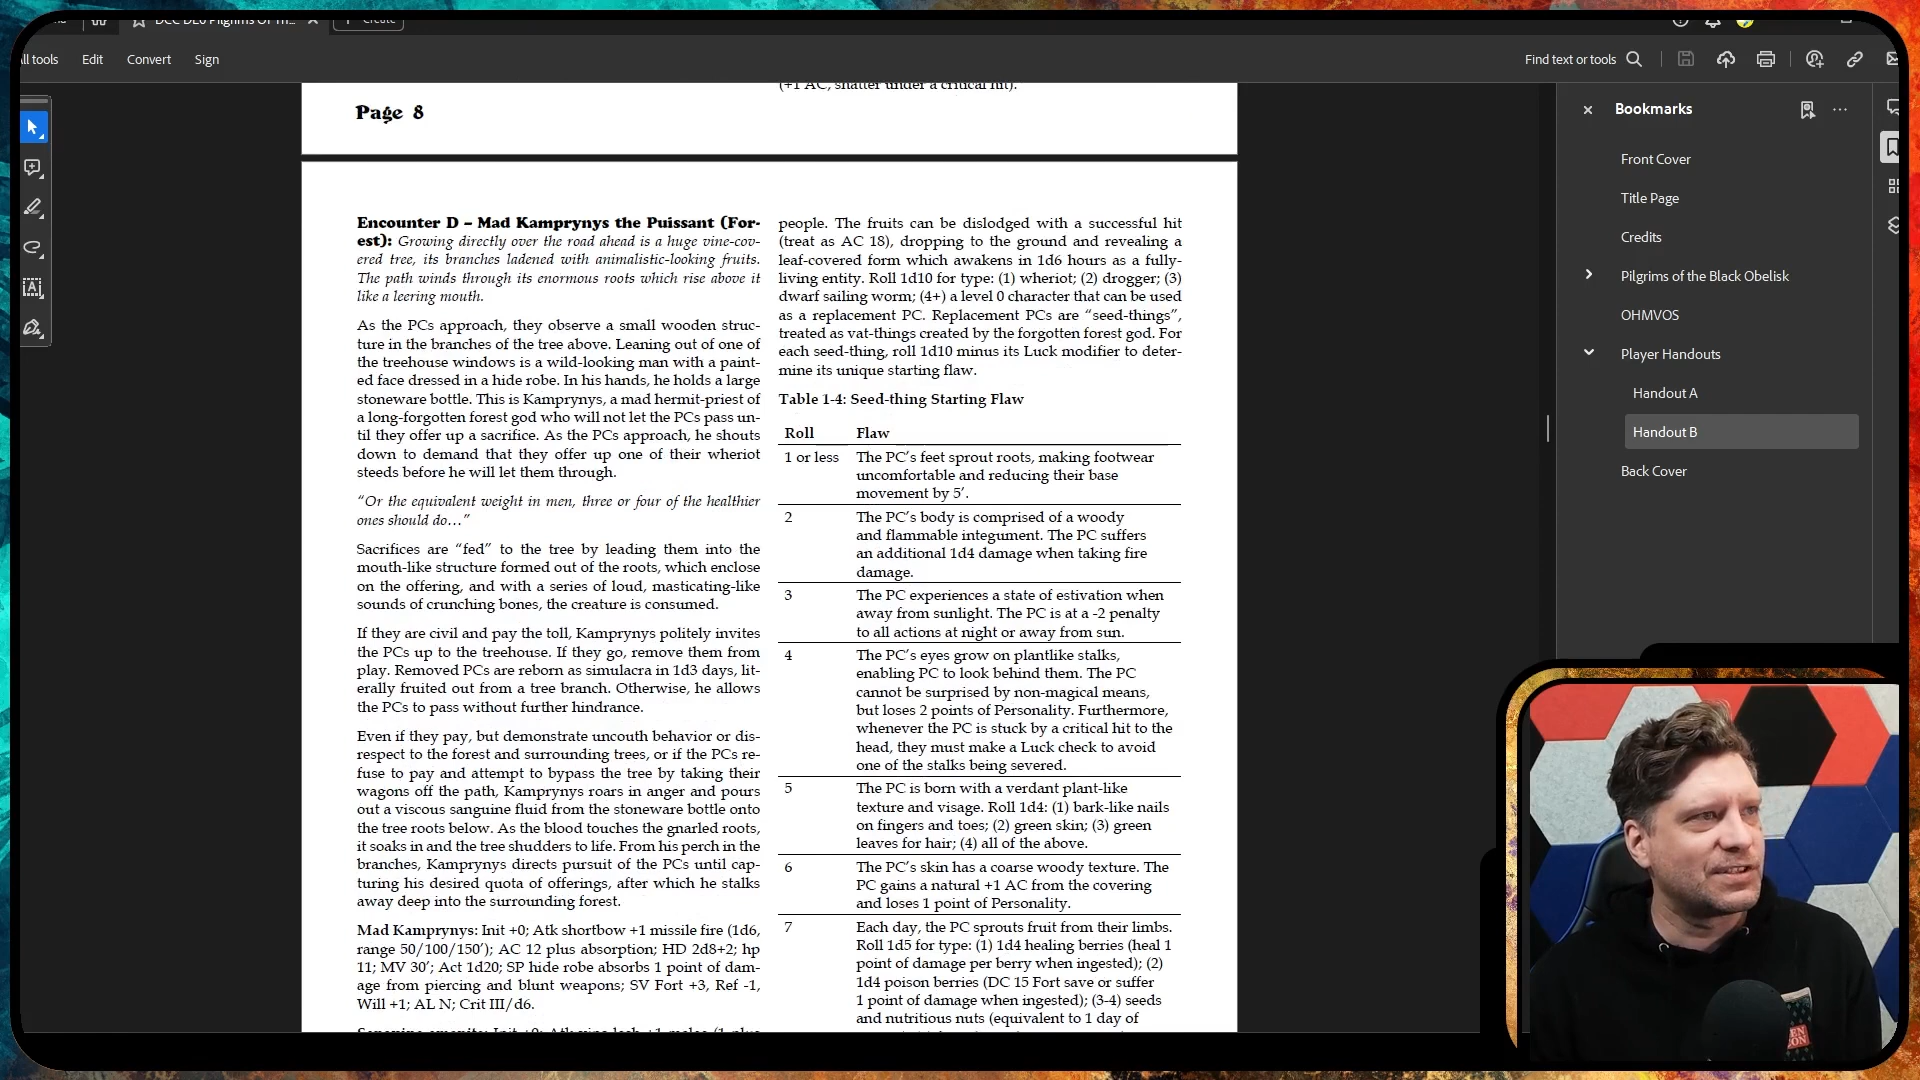 DCC DL6 Pilgrims Of Th...
Create
All tools
Edit
Convert
Sign
Find text or tools
(+1 AC, shatter under a critical hit).
Page 8
Encounter D – Mad Kamprynys the Puissant (For-
est): Growing directly over the road ahead is a huge vine-cov-
ered tree, its branches ladened with animalistic-looking fruits.
The path winds through its enormous roots which rise above it
like a leering mouth.
As the PCs approach, they observe a small wooden struc-
ture in the branches of the tree above. Leaning out of one of
the treehouse windows is a wild-looking man with a paint-
ed face dressed in a hide robe. In his hands, he holds a large
stoneware bottle. This is Kamprynys, a mad hermit-priest of
a long-forgotten forest god who will not let the PCs pass un-
til they offer up a sacrifice. As the PCs approach, he shouts
down to demand that they offer up one of their wheriot
steeds before he will let them through.
“Or the equivalent weight in men, three or four of the healthier
ones should do…”
Sacrifices are “fed” to the tree by leading them into the
mouth-like structure formed out of the roots, which enclose
on the offering, and with a series of loud, masticating-like
sounds of crunching bones, the creature is consumed.
If they are civil and pay the toll, Kamprynys politely invites
the PCs up to the treehouse. If they go, remove them from
play. Removed PCs are reborn as simulacra in 1d3 days, lit-
erally fruited out from a tree branch. Otherwise, he allows
the PCs to pass without further hindrance.
Even if they pay, but demonstrate uncouth behavior or dis-
respect to the forest and surrounding trees, or if the PCs re-
fuse to pay and attempt to bypass the tree by taking their
wagons off the path, Kamprynys roars in anger and pours
out a viscous sanguine fluid from the stoneware bottle onto
the tree roots below. As the blood touches the gnarled roots,
it soaks in and the tree shudders to life. From his perch in the
branches, Kamprynys directs pursuit of the PCs until cap-
turing his desired quota of offerings, after which he stalks
away deep into the surrounding forest.
Mad Kamprynys: Init +0; Atk shortbow +1 missile fire (1d6,
range 50/100/150’); AC 12 plus absorption; HD 2d8+2; hp
11; MV 30’; Act 1d20; SP hide robe absorbs 1 point of dam-
age from piercing and blunt weapons; SV Fort +3, Ref -1,
Will +1; AL N; Crit III/d6.
people. The fruits can be dislodged with a successful hit
(treat as AC 18), dropping to the ground and revealing a
leaf-covered form which awakens in 1d6 hours as a fully-
living entity. Roll 1d10 for type: (1) wheriot; (2) drogger; (3)
dwarf sailing worm; (4+) a level 0 character that can be used
as a replacement PC. Replacement PCs are “seed-things”,
treated as vat-things created by the forgotten forest god. For
each seed-thing, roll 1d10 minus its Luck modifier to deter-
mine its unique starting flaw.
Table 1-4: Seed-thing Starting Flaw
Roll Flaw
1 or less The PC’s feet sprout roots, making footwear
uncomfortable and reducing their base
movement by 5’.
2 The PC’s body is comprised of a woody
and flammable integument. The PC suffers
an additional 1d4 damage when taking fire
damage.
3 The PC experiences a state of estivation when
away from sunlight. The PC is at a -2 penalty
to all actions at night or away from sun.
4 The PC’s eyes grow on plantlike stalks,
enabling PC to look behind them. The PC
cannot be surprised by non-magical means,
but loses 2 points of Personality. Furthermore,
whenever the PC is stuck by a critical hit to the
head, they must make a Luck check to avoid
one of the stalks being severed.
5 The PC is born with a verdant plant-like
texture and visage. Roll 1d4: (1) bark-like nails
on fingers and toes; (2) green skin; (3) green
leaves for hair; (4) all of the above.
6 The PC’s skin has a coarse woody texture. The
PC gains a natural +1 AC from the covering
and loses 1 point of Personality.
7 Each day, the PC sprouts fruit from their limbs.
Roll 1d5 for type: (1) 1d4 healing berries (heal 1
point of damage per berry when ingested); (2)
1d4 poison berries (DC 15 Fort save or suffer
1 point of damage when ingested); (3-4) seeds
and nutritious nuts (equivalent to 1 day of
Bookmarks
Front Cover
Title Page
Credits
Pilgrims of the Black Obelisk
OHMVOS
Player Handouts
Handout A
Handout B
Back Cover